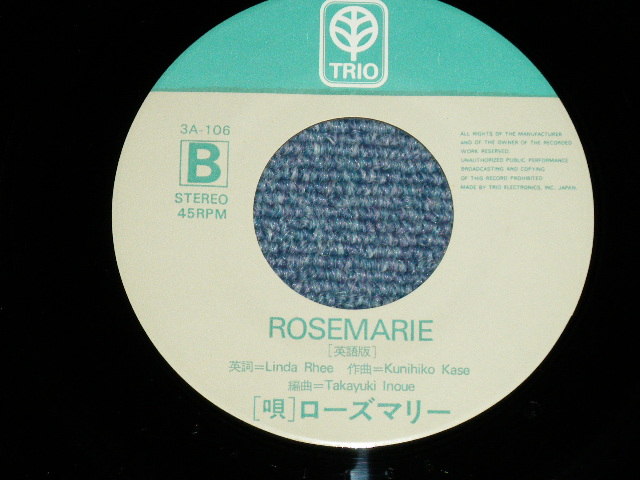 TRIO
3A-106
B
STEREO
45RPM
ALL RIGHTS OF THE MANUFACTURER
AND OF THE OWNER OF THE RECORDED
WORK RESERVED.
UNAUTHORIZED PUBLIC PERFORMANCE
BROADCASTING AND COPYING
OF THIS RECORD PROHIBITED
MADE BY TRIO ELECTRONICS, INC. JAPAN.
ROSEMARIE
[英語版]
英詞=Linda Rhee 作曲=Kunihiko Kase
編曲=Takayuki Inoue
[唄]ローズマリー